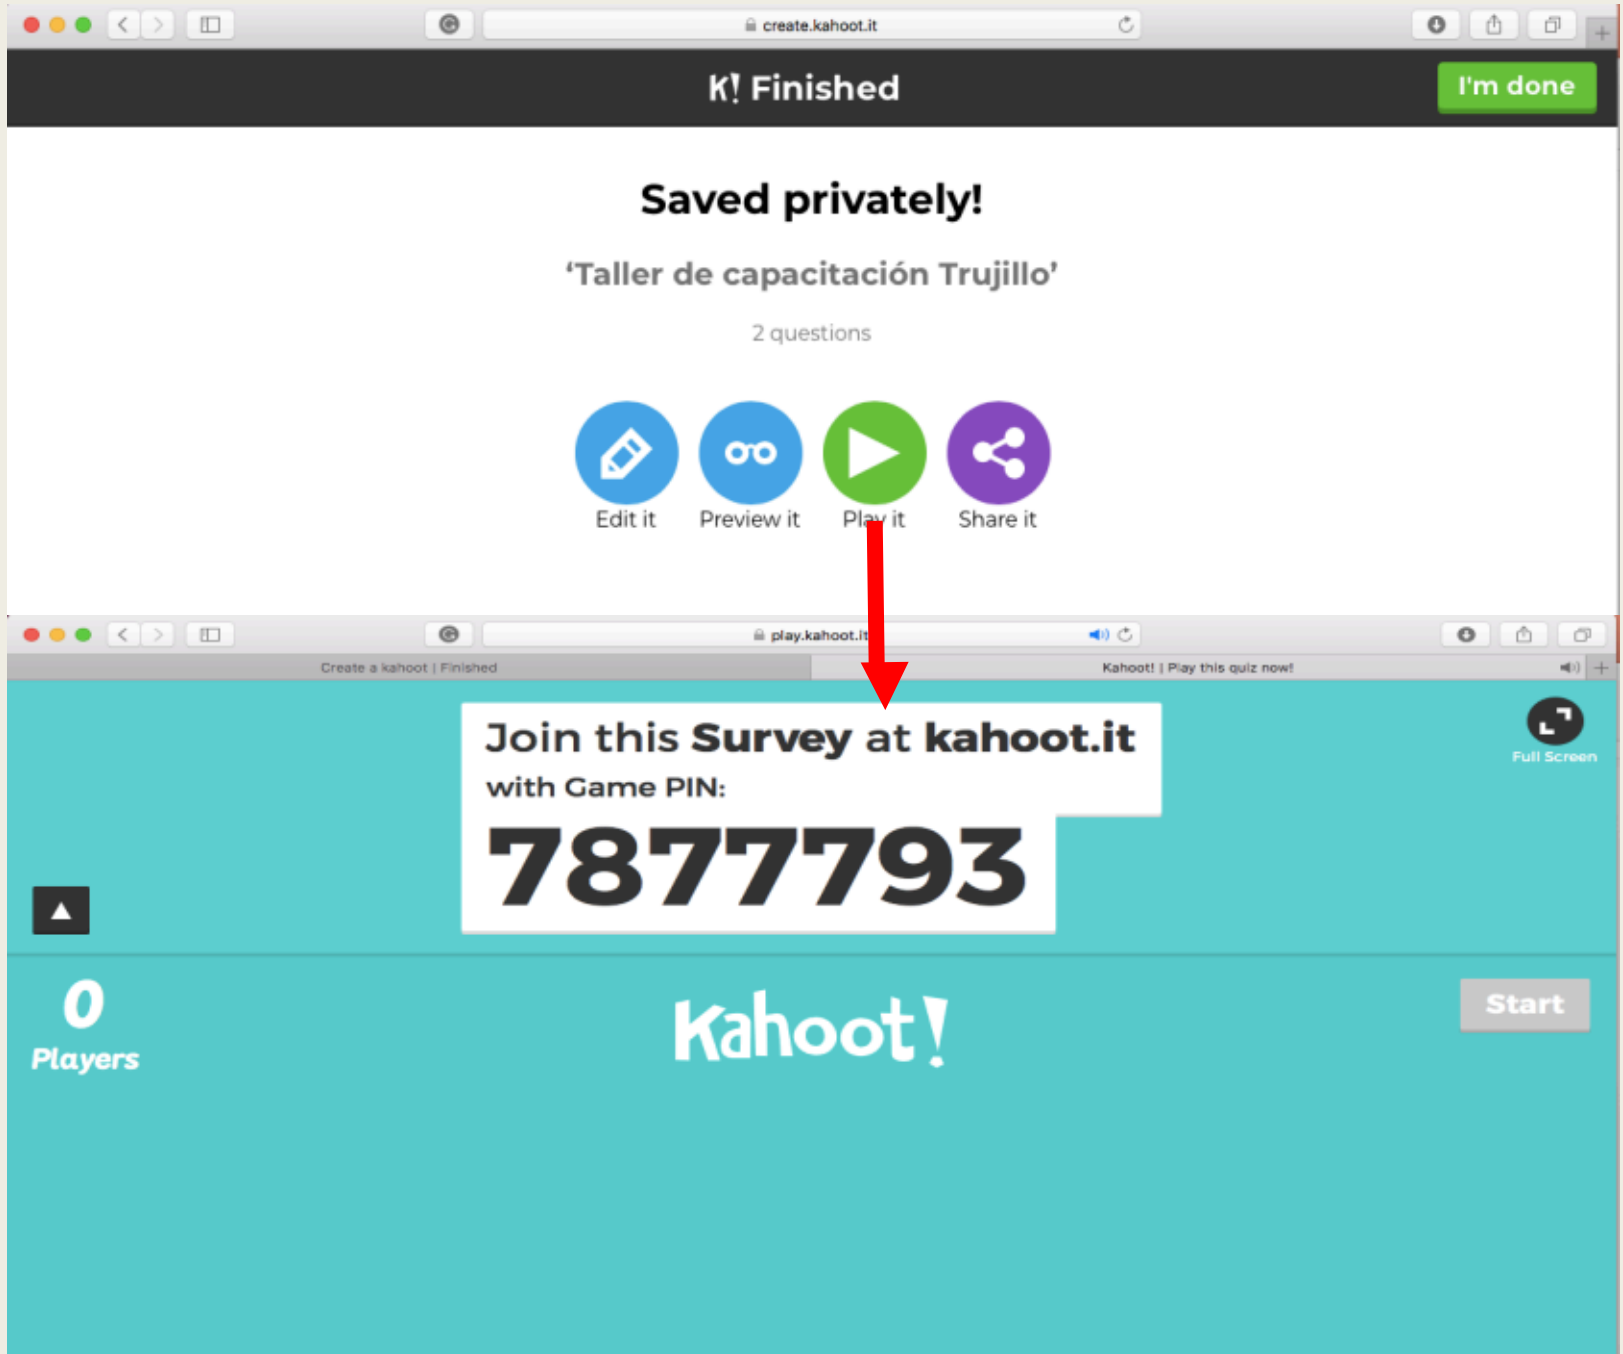 create.kahoot.it
K! Finished
I'm done
Saved privately!
‘Taller de capacitación Trujillo’
2 questions
Edit it
Preview it
Play it
Share it
play.kahoot.it
Create a kahoot | Finished
Kahoot! | Play this quiz now!
Join this Survey at kahoot.it
with Game PIN:
7877793
Full Screen
0
Players
Kahoot!
Start